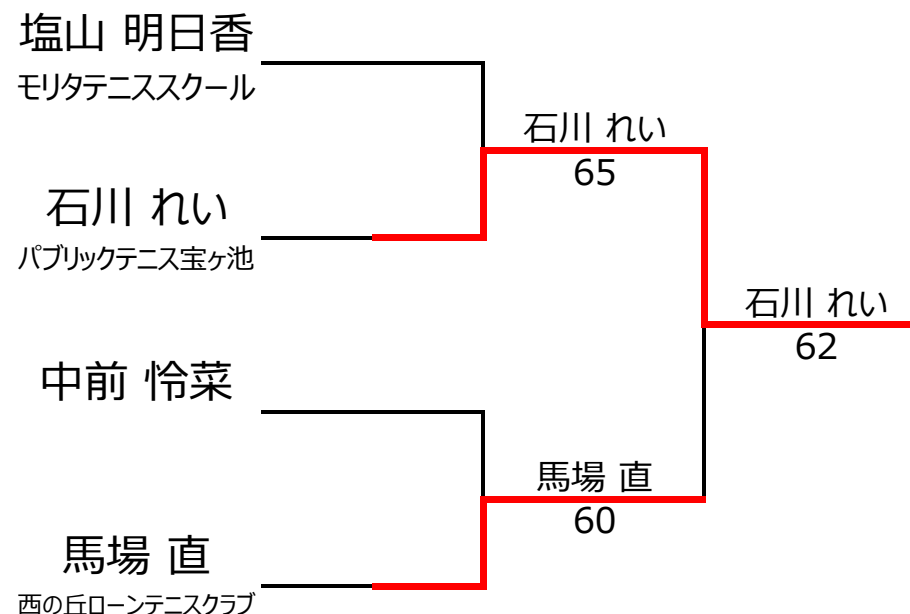 塩山 明日香
モリタテニススクール
石川 れい
65
石川 れい
パブリックテニス宝ヶ池
石川 れい
62
中前 怜菜
馬場 直
60
馬場 直
西の丘ローンテニスクラブ